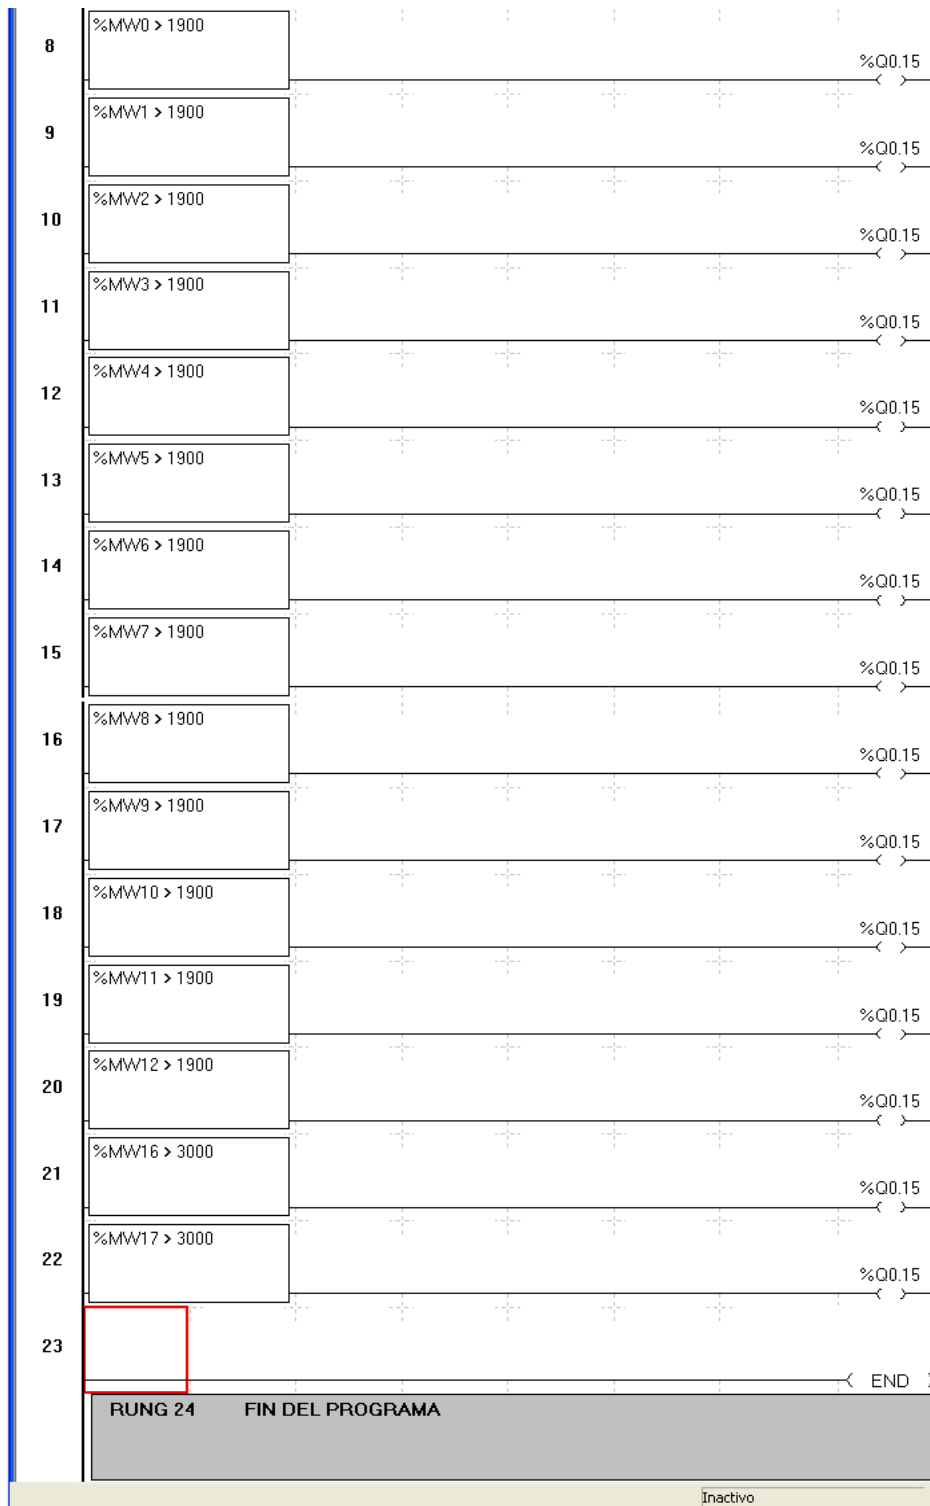 %MW0 > 1900
8
%Q0.15
%MW1 > 1900
9
%Q0.15
%MW2 > 1900
10
%Q0.15
%MW3 > 1900
11
%Q0.15
%MW4 > 1900
12
%Q0.15
%MW5 > 1900
13
%Q0.15
%MW6 > 1900
14
%Q0.15
%MW7 > 1900
15
%Q0.15
%MW8 > 1900
16
%Q0.15
%MW9 > 1900
17
%Q0.15
%MW10 > 1900
18
%Q0.15
%MW11 > 1900
19
%Q0.15
%MW12 > 1900
20
%Q0.15
%MW16 > 3000
21
%Q0.15
%MW17 > 3000
22
%Q0.15
23
END
RUNG 24 FIN DEL PROGRAMA
Inactivo